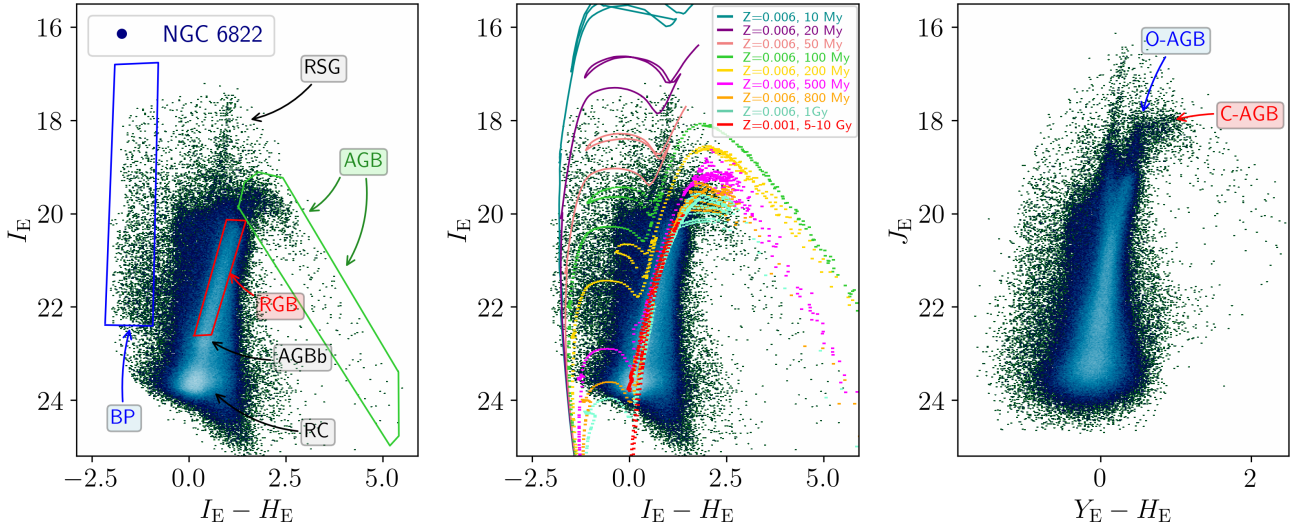 16
18
20
22
24
I_E
−2.5
0.0
2.5
5.0
I_E − H_E
NGC 6822
RSG
AGB
RGB
AGBb
BP
RC
16
18
20
22
24
I_E
−2.5
0.0
2.5
5.0
I_E − H_E
Z=0.006, 10 My
Z=0.006, 20 My
Z=0.006, 50 My
Z=0.006, 100 My
Z=0.006, 200 My
Z=0.006, 500 My
Z=0.006, 800 My
Z=0.006, 1Gy
Z=0.001, 5-10 Gy
16
18
20
22
24
J_E
0
2
Y_E − H_E
O-AGB
C-AGB